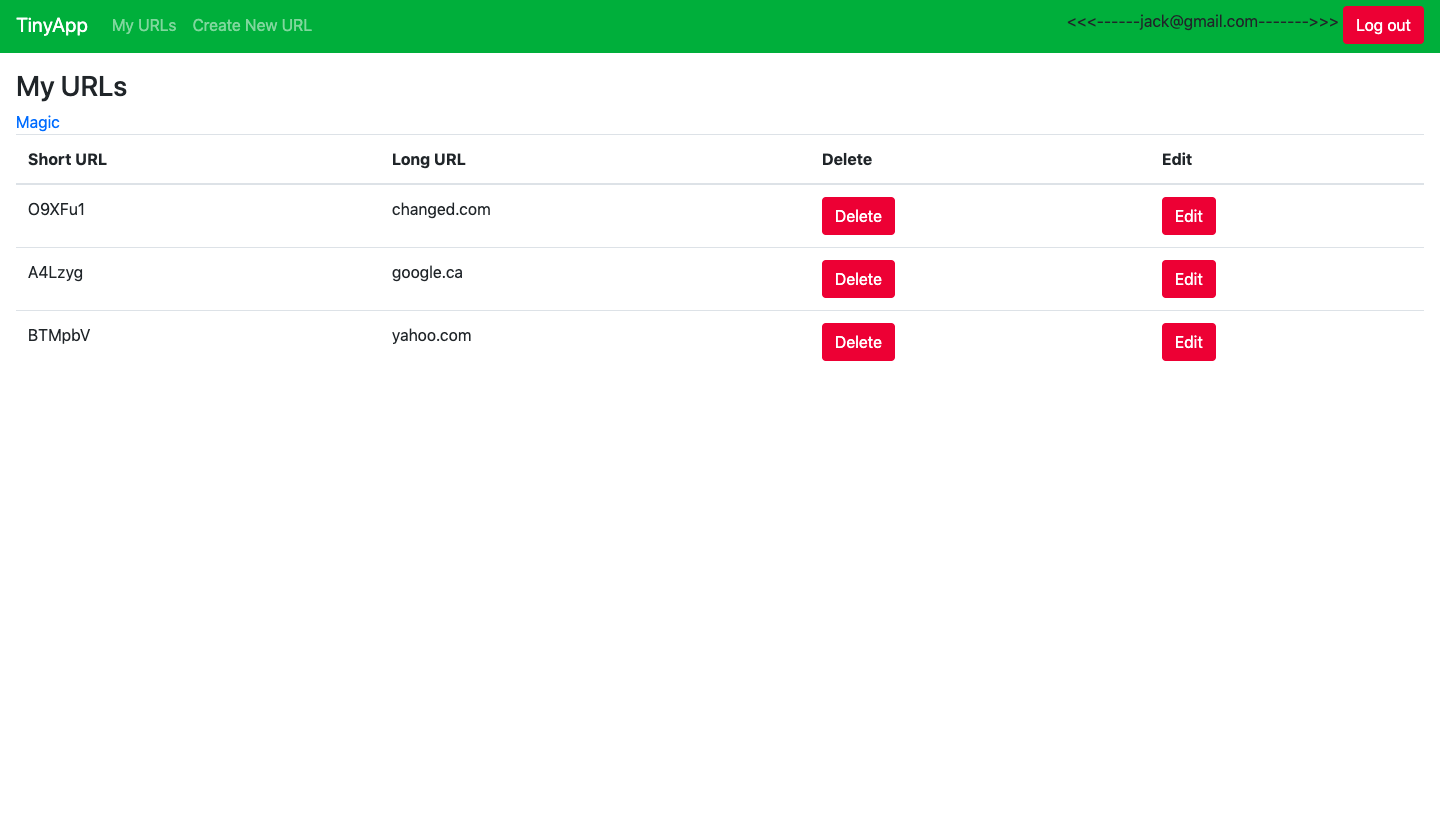 TinyApp My URLs Create New URL <<<------jack@gmail.com------->>> Log out
My URLs
Magic
Short URL Long URL Delete Edit
O9XFu1 changed.com Delete Edit
A4Lzyg google.ca Delete Edit
BTMpbV yahoo.com Delete Edit